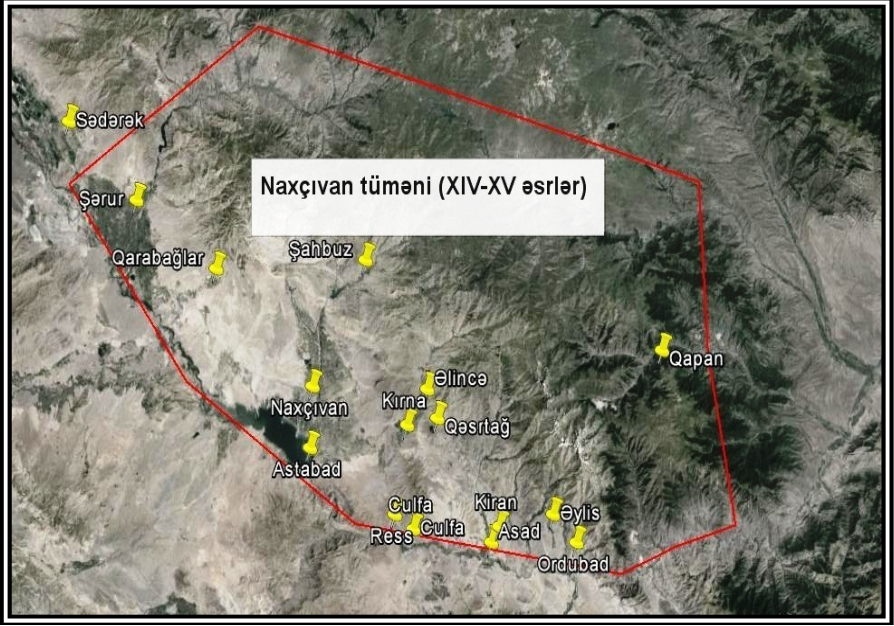 Sədərək
Naxçıvan tüməni (XIV-XV əsrlər)
Şərur
Qarabağlar
Şahbuz
Qapan
Əlincə
Naxçıvan
Kırna
Qəsrtağ
Astabad
Culfa
Kiran
Əylis
Ress
Culfa
Asad
Ordubad